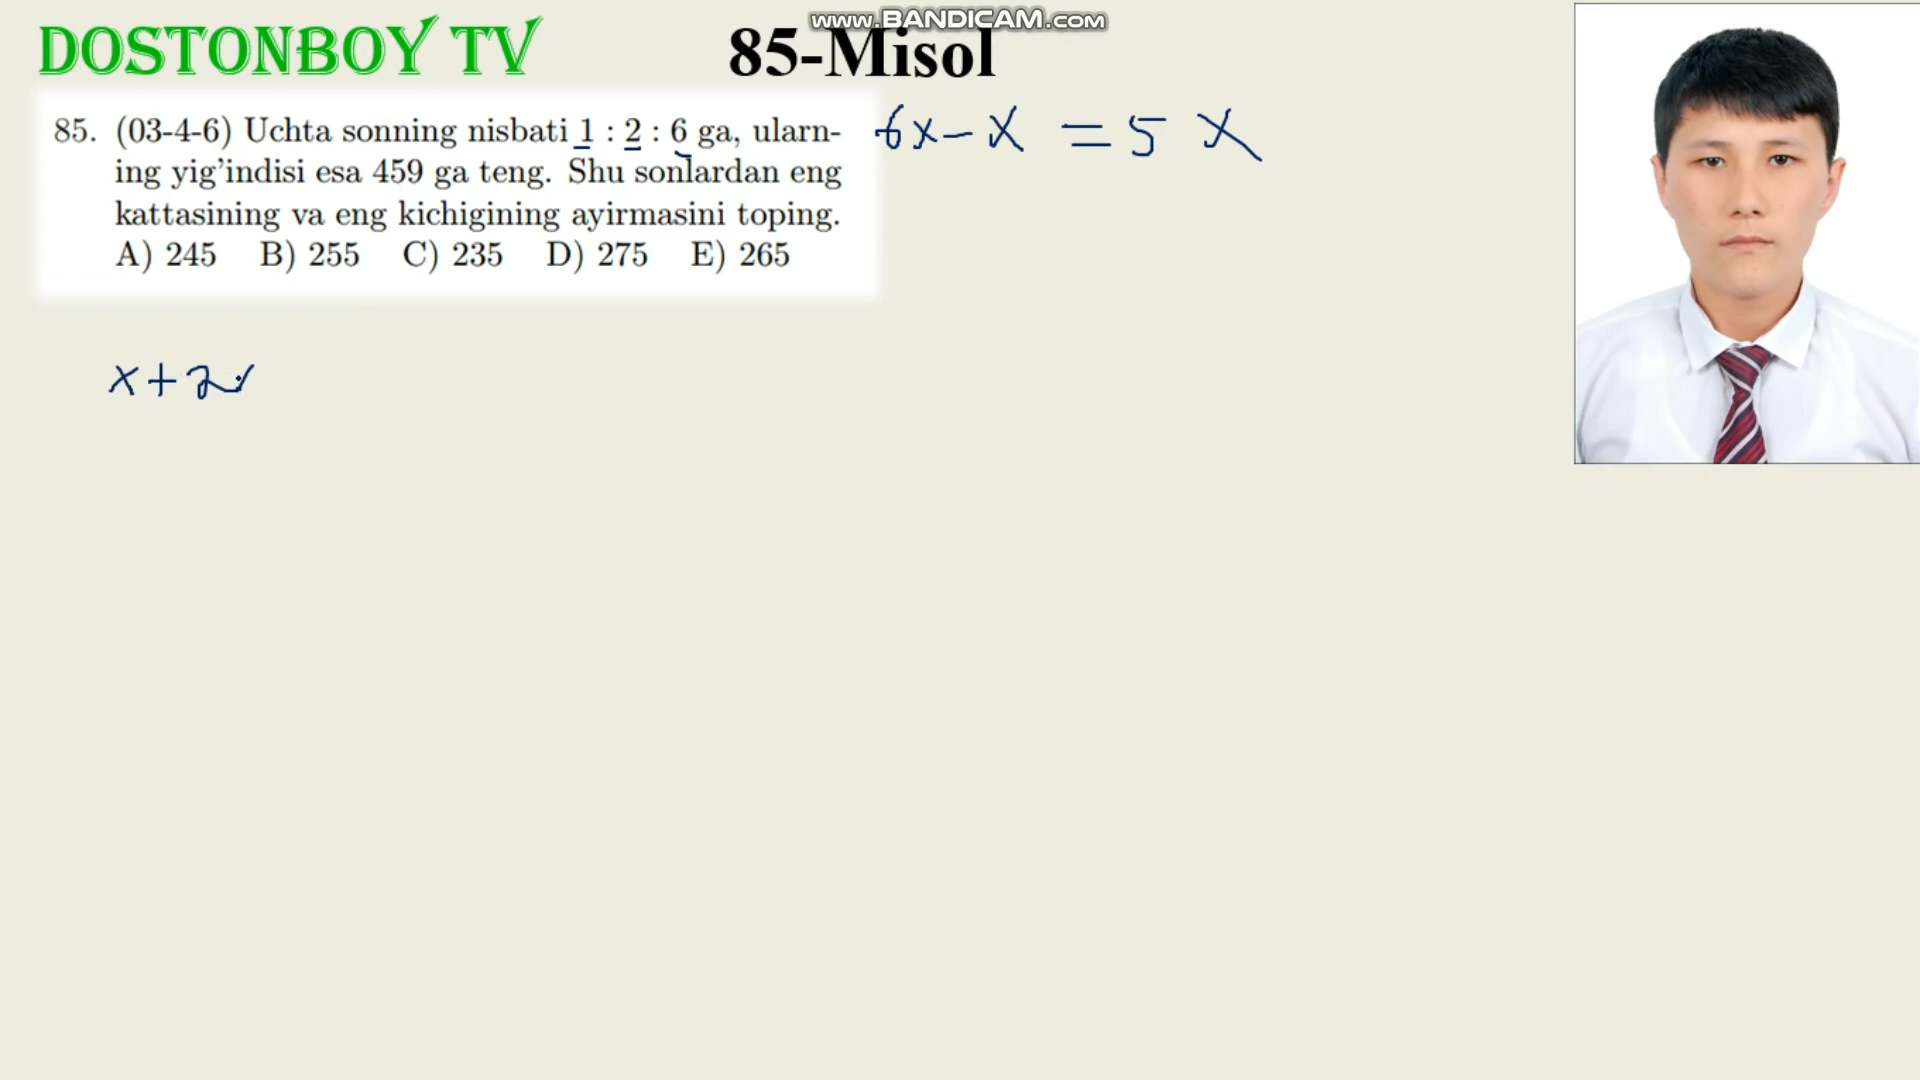 www.BANDICAM.com
DOSTONBOY TV
85-Misol
85. (03-4-6) Uchta sonning nisbati 1 : 2 : 6 ga, ularn-
ing yig'indisi esa 459 ga teng. Shu sonlardan eng
kattasining va eng kichigining ayirmasini toping.
A) 245 B) 255 C) 235 D) 275 E) 265
6x - x = 5 x
x + 2x